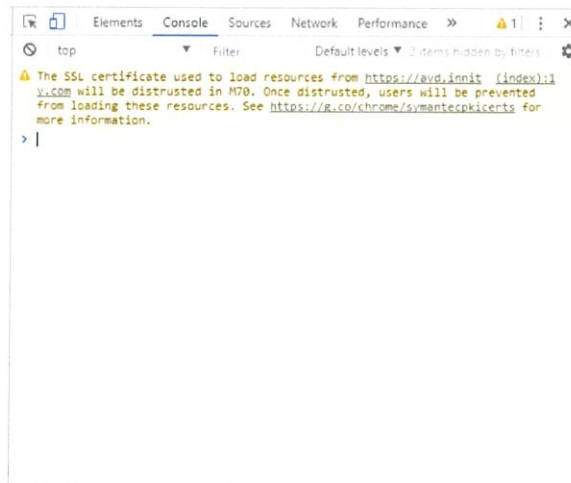 Elements Console Sources Network Performance » 1
top Filter Default levels ▼ 2 items hidden by filters
The SSL certificate used to load resources from https://avd.innit (index):1
y.com will be distrusted in M70. Once distrusted, users will be prevented
from loading these resources. See https://g.co/chrome/symantecpkicerts for
more information.
>